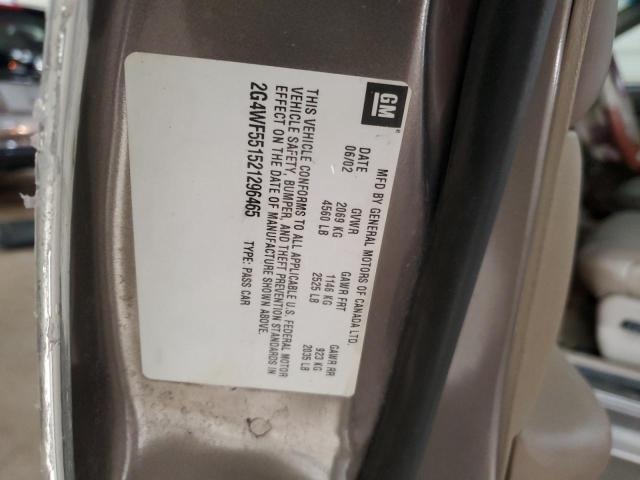 GM
MFD BY GENERAL MOTORS OF CANADA LTD.
DATE GVWR GAWR FRT GAWR RR
06/02 2069 KG 1146 KG 923 KG
4560 LB 2525 LB 2035 LB
THIS VEHICLE CONFORMS TO ALL APPLICABLE U.S. FEDERAL MOTOR
VEHICLE SAFETY, BUMPER, AND THEFT PREVENTION STANDARDS IN
EFFECT ON THE DATE OF MANUFACTURE SHOWN ABOVE.
2G4WF551521296465 TYPE: PASS CAR